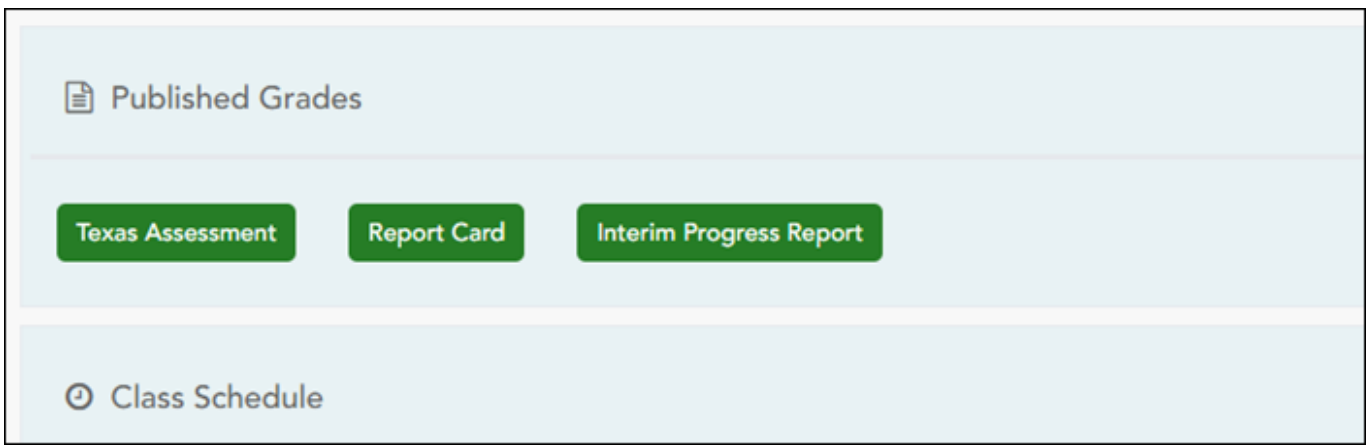 Published Grades
Texas Assessment Report Card Interim Progress Report
Class Schedule